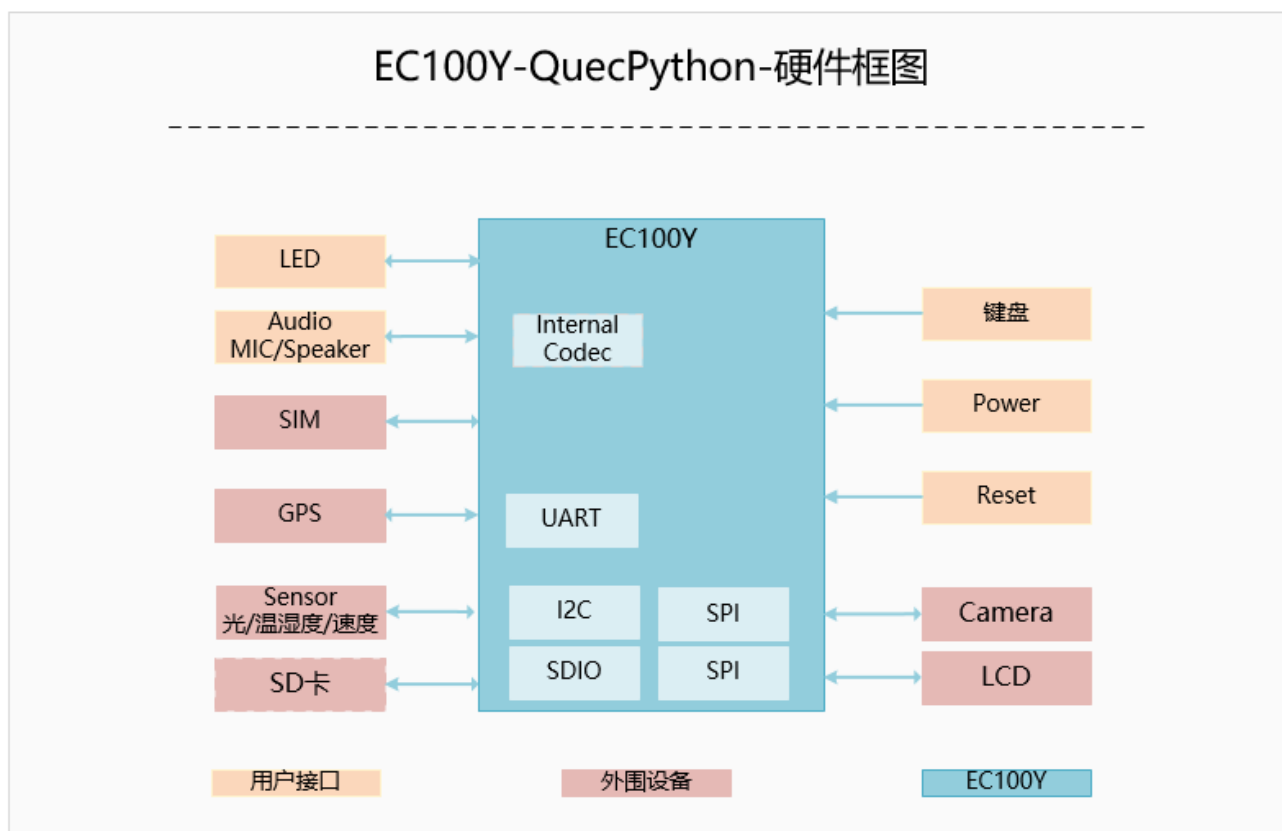 EC100Y-QuecPython-硬件框图
EC100Y
LED
Audio
MIC/Speaker
Internal
Codec
键盘
SIM
Power
GPS
UART
Reset
Sensor
光/温湿度/速度
I2C
SPI
Camera
SD卡
SDIO
SPI
LCD
用户接口
外围设备
EC100Y